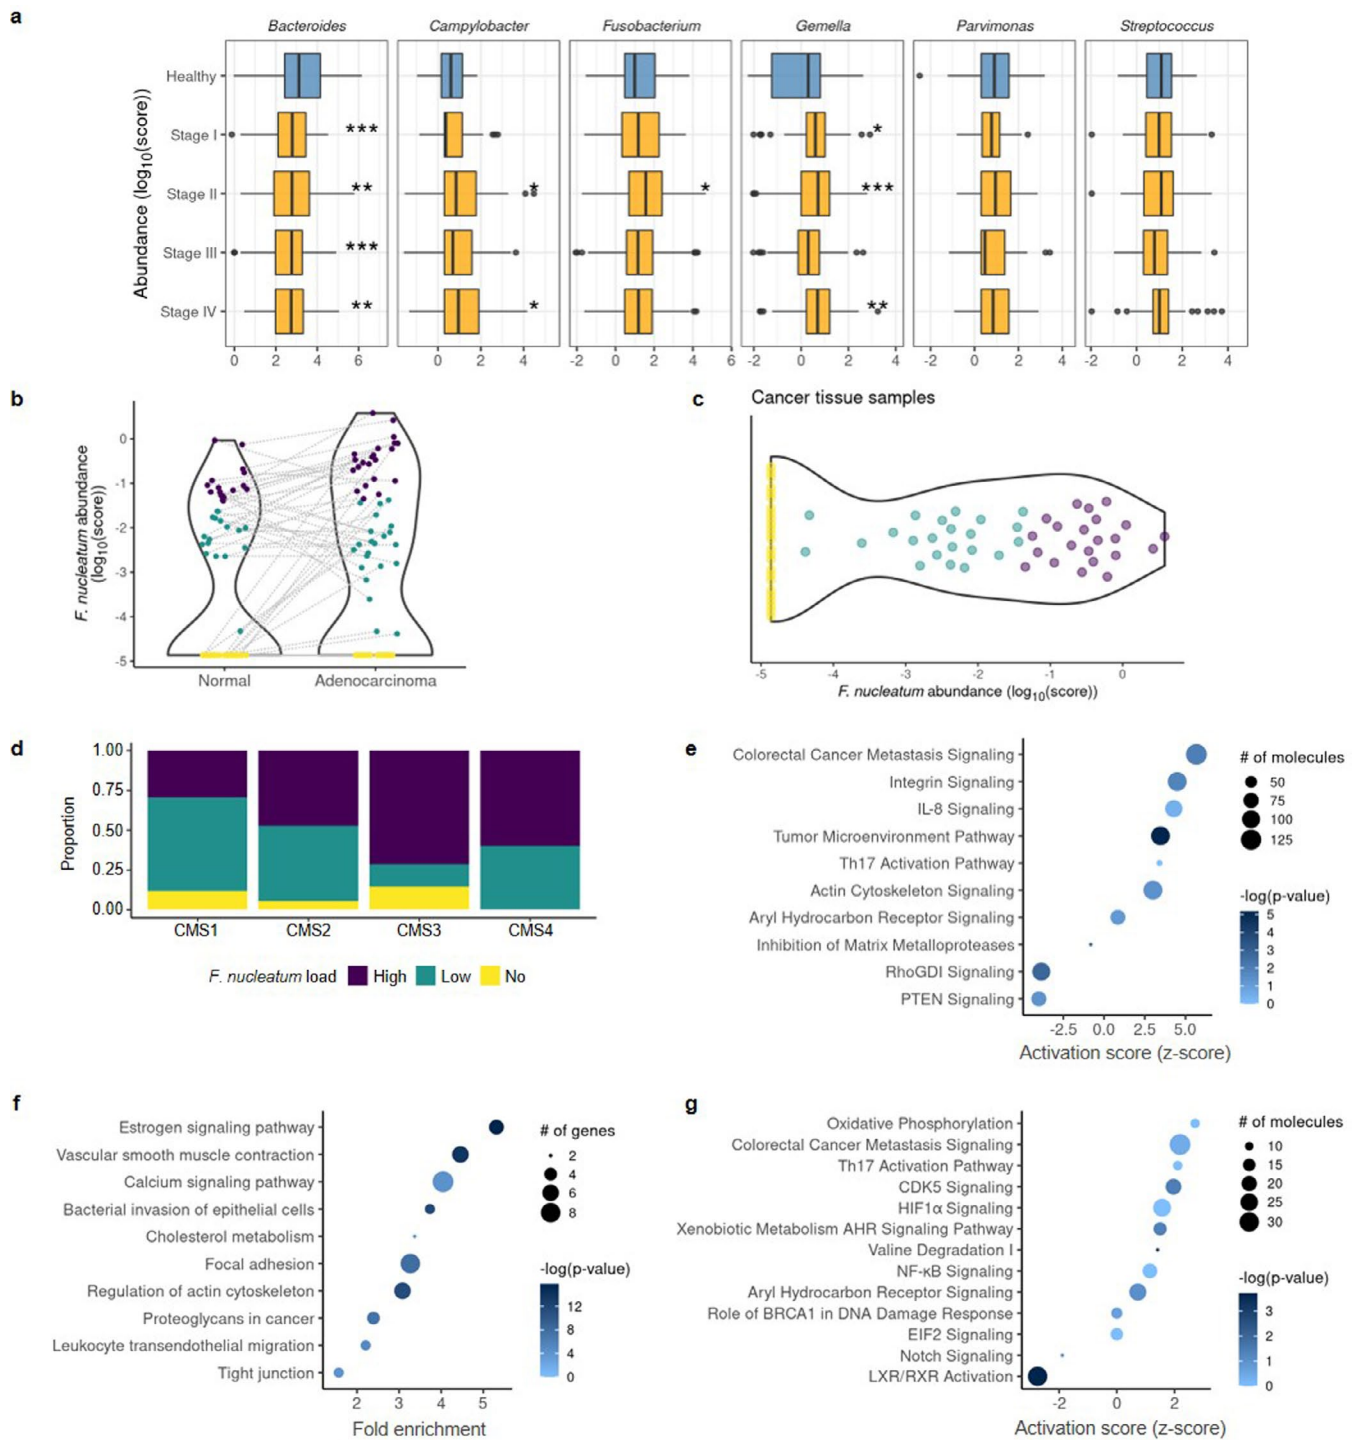 a
Bacteroides Campylobacter Fusobacterium Gemella Parvimonas Streptococcus
Abundance (log10(score))
Healthy
Stage I *** *
Stage II ** * * ***
Stage III ***
Stage IV ** * **
0 2 4 6 0 2 4 -2 0 2 4 6 -2 0 2 4 0 2 4 -2 0 2 4
b
F. nucleatum abundance
(log10(score))
0
-1
-2
-3
-4
-5
Normal Adenocarcinoma
c
Cancer tissue samples
-5 -4 -3 -2 -1 0
F. nucleatum abundance (log10(score))
d
Proportion
1.00
0.75
0.50
0.25
0.00
CMS1 CMS2 CMS3 CMS4
F. nucleatum load High Low No
e
Colorectal Cancer Metastasis Signaling
Integrin Signaling
IL-8 Signaling
Tumor Microenvironment Pathway
Th17 Activation Pathway
Actin Cytoskeleton Signaling
Aryl Hydrocarbon Receptor Signaling
Inhibition of Matrix Metalloproteases
RhoGDI Signaling
PTEN Signaling
-2.5 0.0 2.5 5.0
Activation score (z-score)
# of molecules
50
75
100
125
-log(p-value)
5
4
3
2
1
0
f
Estrogen signaling pathway
Vascular smooth muscle contraction
Calcium signaling pathway
Bacterial invasion of epithelial cells
Cholesterol metabolism
Focal adhesion
Regulation of actin cytoskeleton
Proteoglycans in cancer
Leukocyte transendothelial migration
Tight junction
2 3 4 5
Fold enrichment
# of genes
2
4
6
8
-log(p-value)
12
8
4
0
g
Oxidative Phosphorylation
Colorectal Cancer Metastasis Signaling
Th17 Activation Pathway
CDK5 Signaling
HIF1α Signaling
Xenobiotic Metabolism AHR Signaling Pathway
Valine Degradation I
NF-κB Signaling
Aryl Hydrocarbon Receptor Signaling
Role of BRCA1 in DNA Damage Response
EIF2 Signaling
Notch Signaling
LXR/RXR Activation
-2 0 2
Activation score (z-score)
# of molecules
10
15
20
25
30
-log(p-value)
3
2
1
0